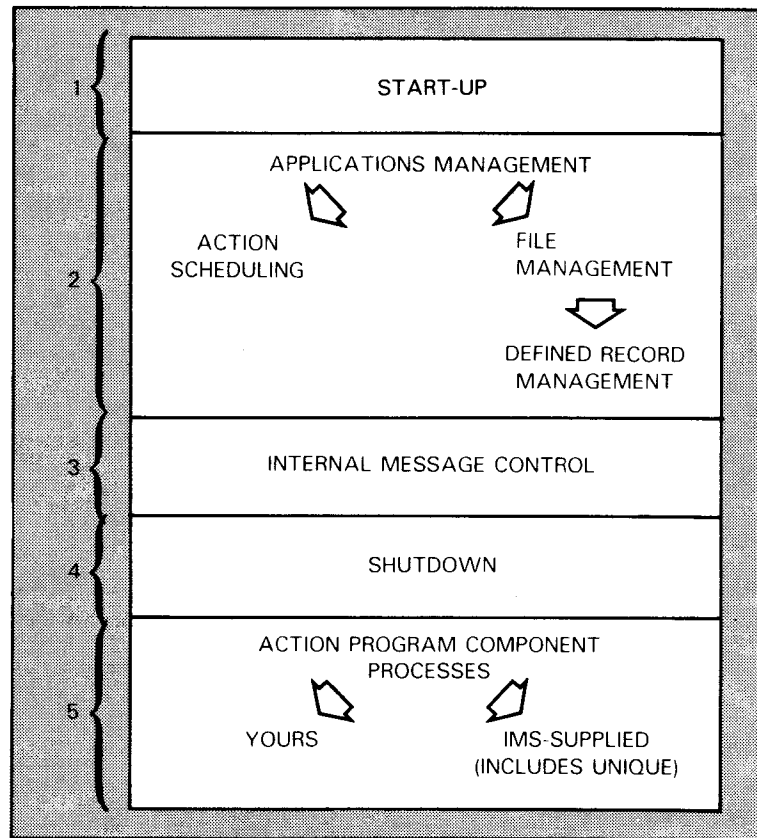 1
START-UP
2
APPLICATIONS MANAGEMENT
ACTION
SCHEDULING
FILE
MANAGEMENT
DEFINED RECORD
MANAGEMENT
3
INTERNAL MESSAGE CONTROL
4
SHUTDOWN
5
ACTION PROGRAM COMPONENT
PROCESSES
YOURS
IMS-SUPPLIED
(INCLUDES UNIQUE)